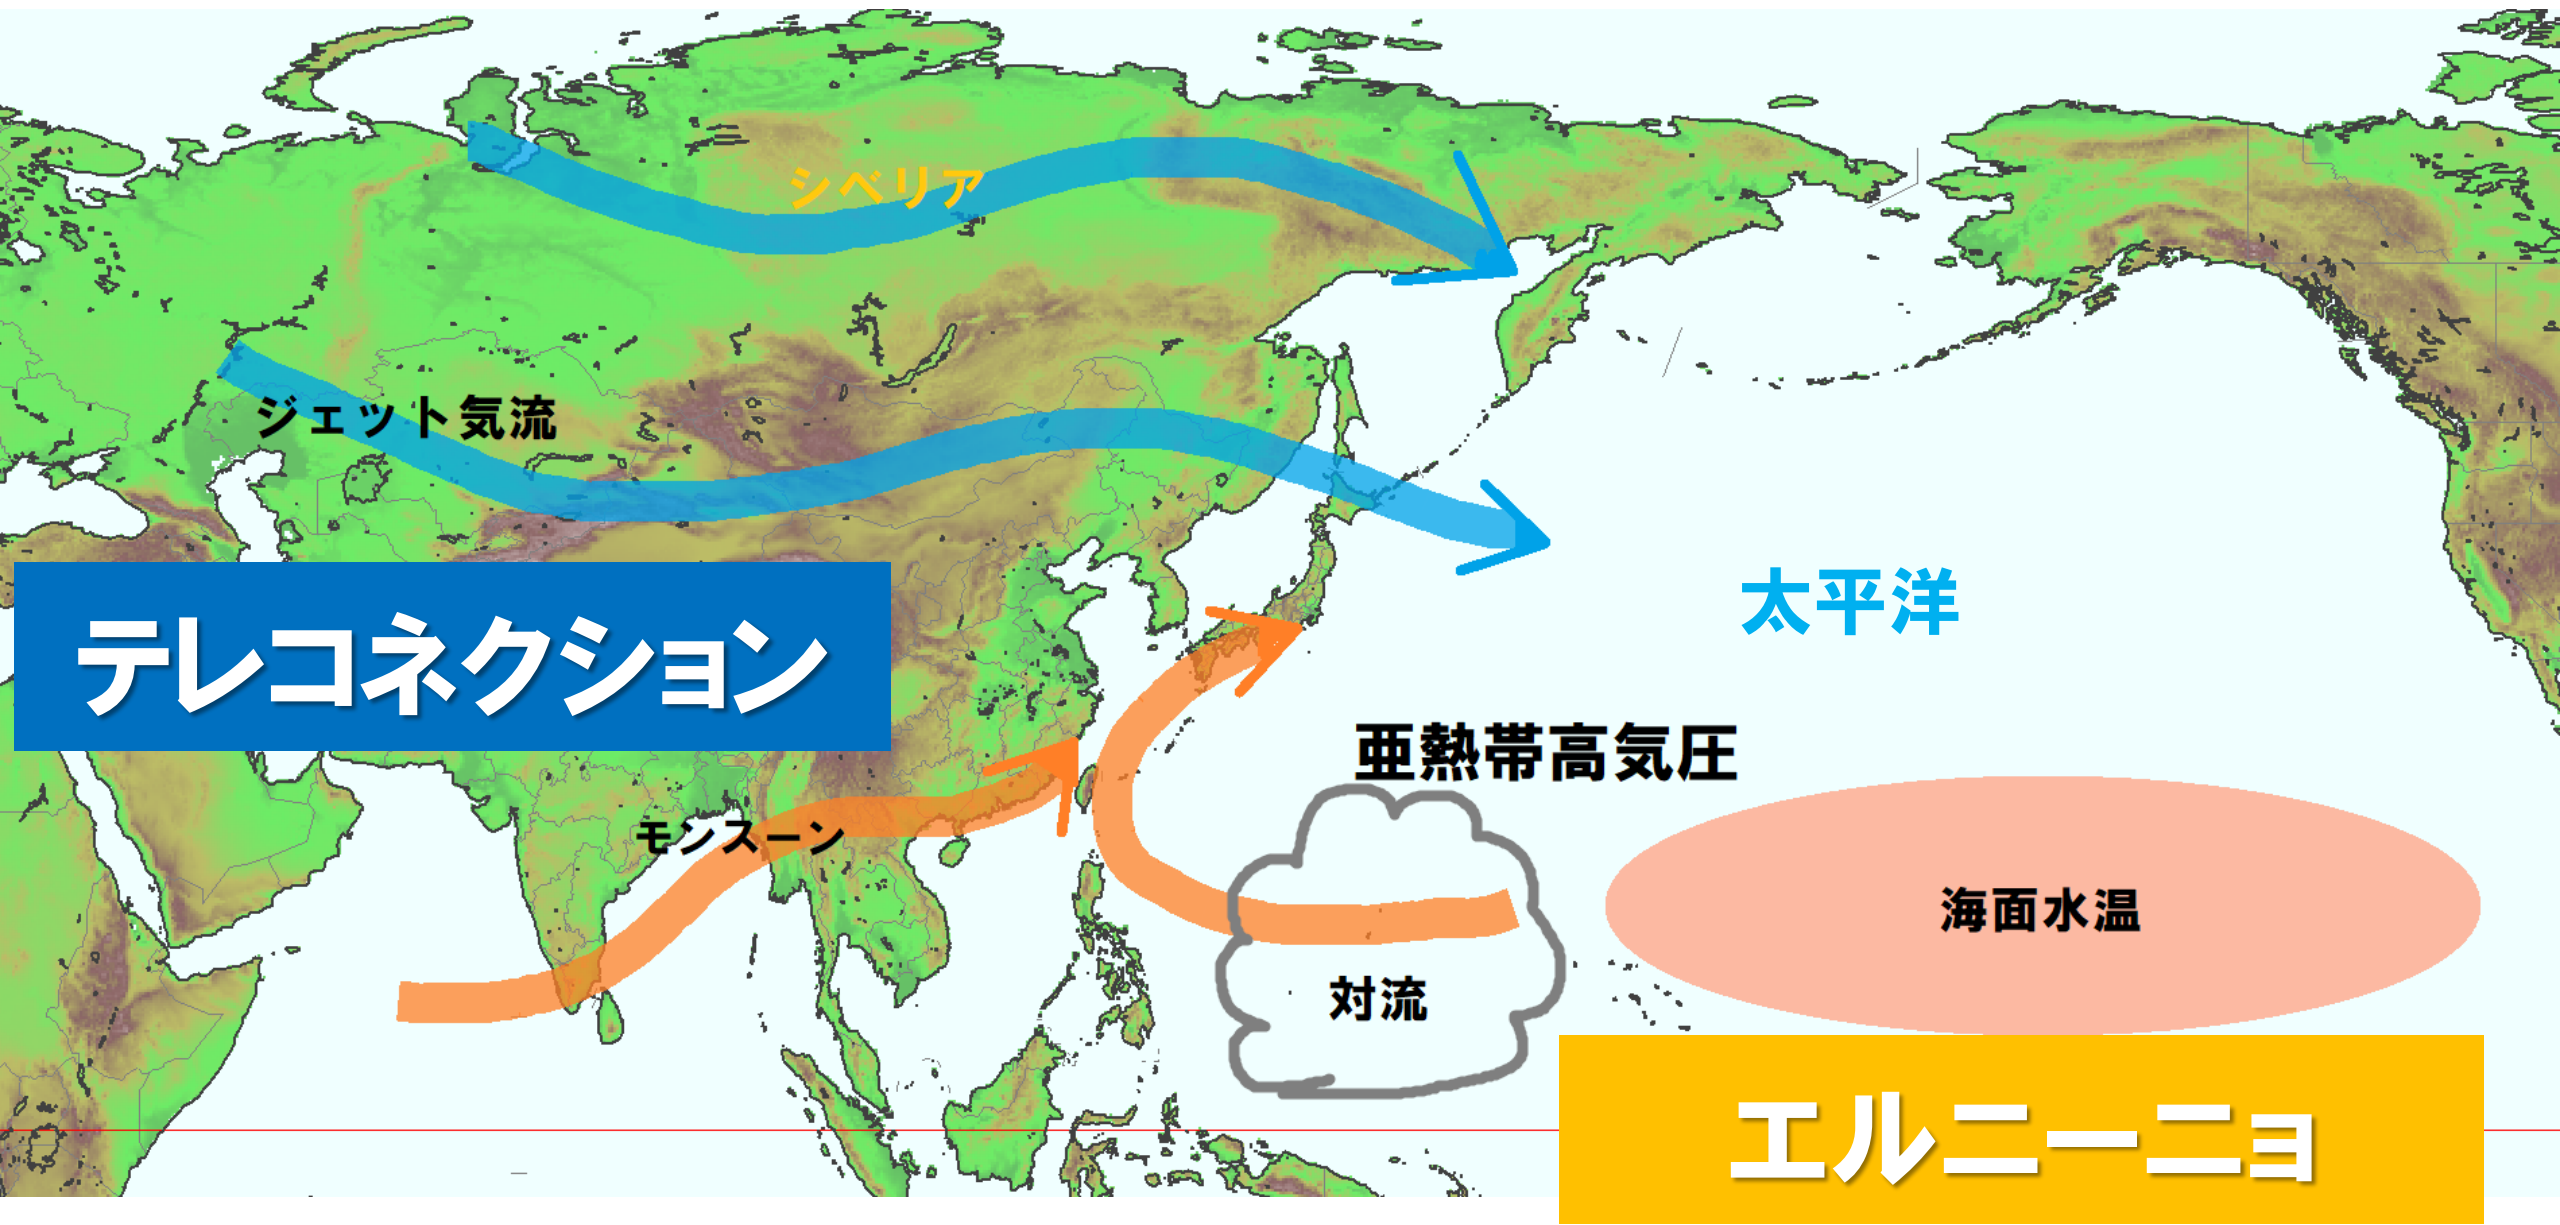 シベリア
ジェット気流
太平洋
テレコネクション
亜熱帯高気圧
モンスーン
海面水温
対流
エルニーニョ